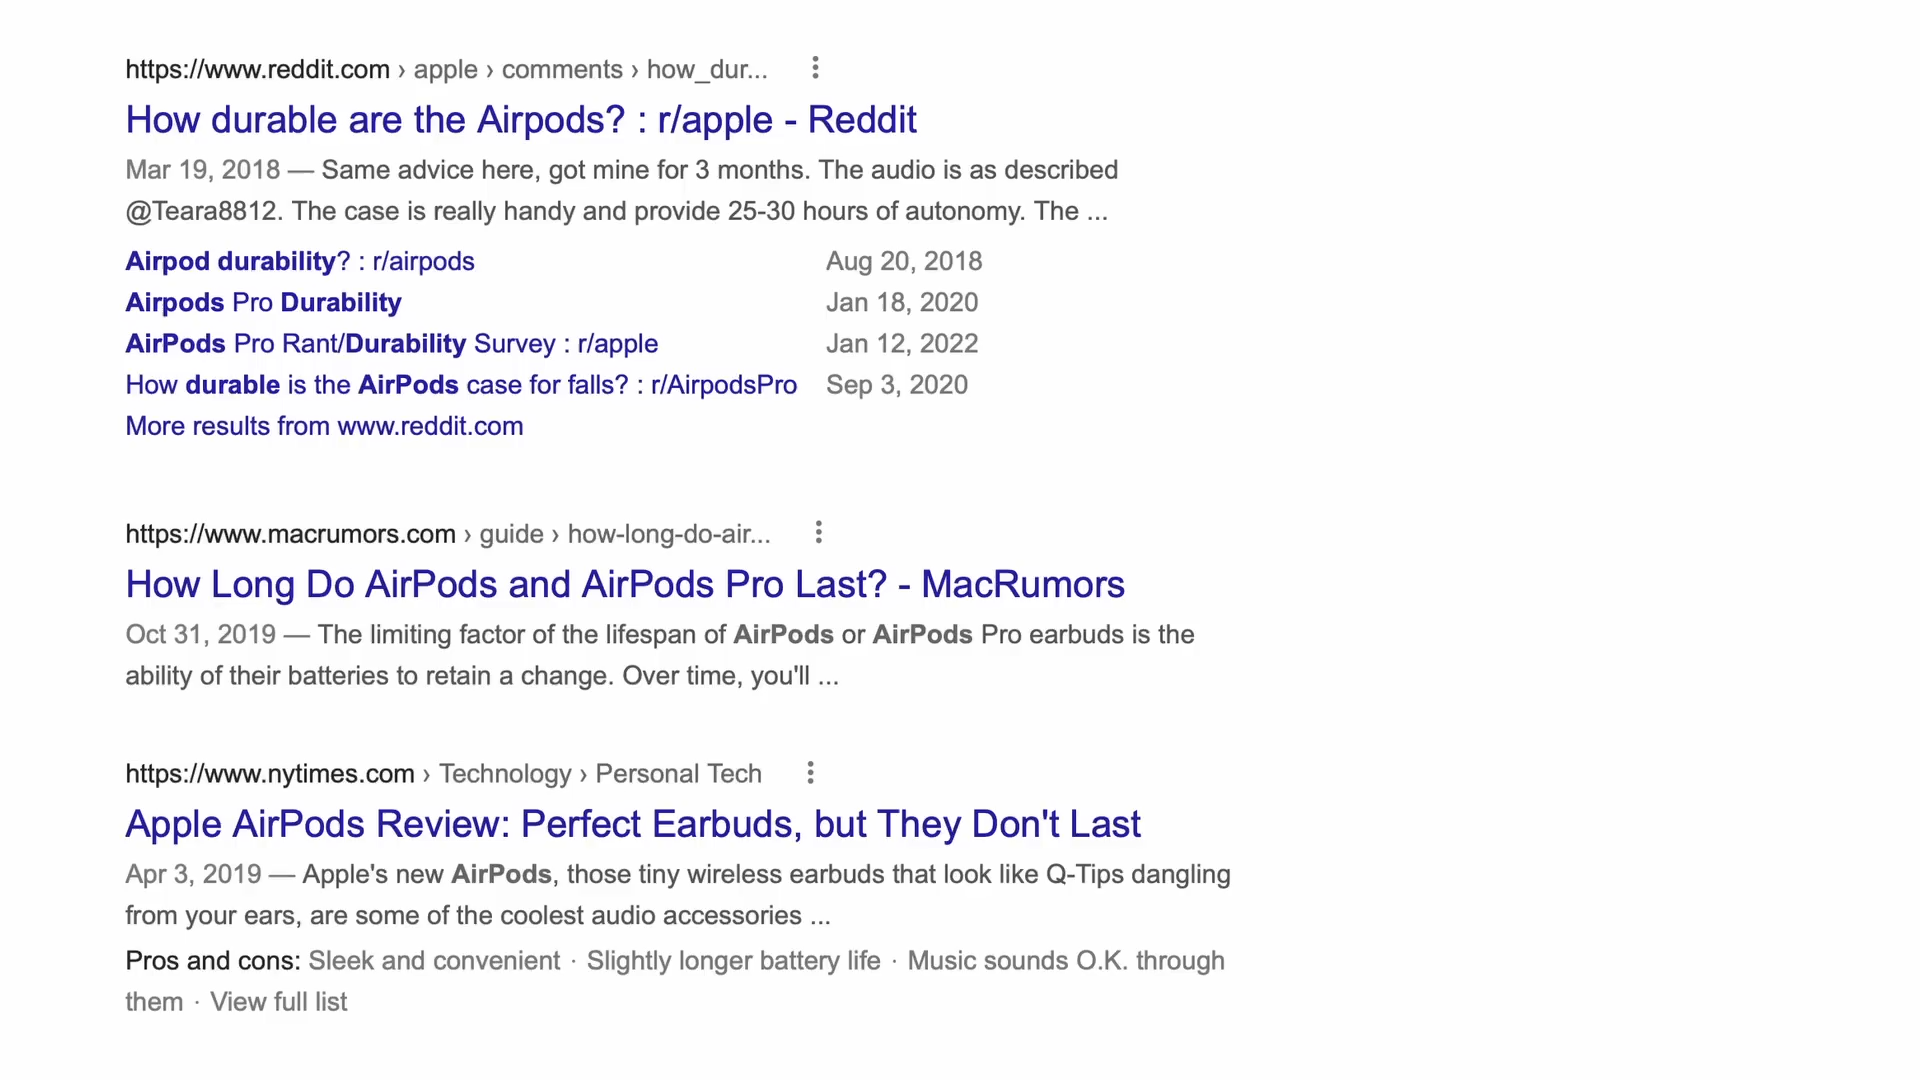 https://www.reddit.com › apple › comments › how_dur...
How durable are the Airpods? : r/apple - Reddit
Mar 19, 2018 — Same advice here, got mine for 3 months. The audio is as described
@Teara8812. The case is really handy and provide 25-30 hours of autonomy. The ...
Airpod durability? : r/airpods Aug 20, 2018
Airpods Pro Durability Jan 18, 2020
AirPods Pro Rant/Durability Survey : r/apple Jan 12, 2022
How durable is the AirPods case for falls? : r/AirpodsPro Sep 3, 2020
More results from www.reddit.com
https://www.macrumors.com › guide › how-long-do-air...
How Long Do AirPods and AirPods Pro Last? - MacRumors
Oct 31, 2019 — The limiting factor of the lifespan of AirPods or AirPods Pro earbuds is the
ability of their batteries to retain a change. Over time, you'll ...
https://www.nytimes.com › Technology › Personal Tech
Apple AirPods Review: Perfect Earbuds, but They Don't Last
Apr 3, 2019 — Apple's new AirPods, those tiny wireless earbuds that look like Q-Tips dangling
from your ears, are some of the coolest audio accessories ...
Pros and cons: Sleek and convenient · Slightly longer battery life · Music sounds O.K. through
them · View full list